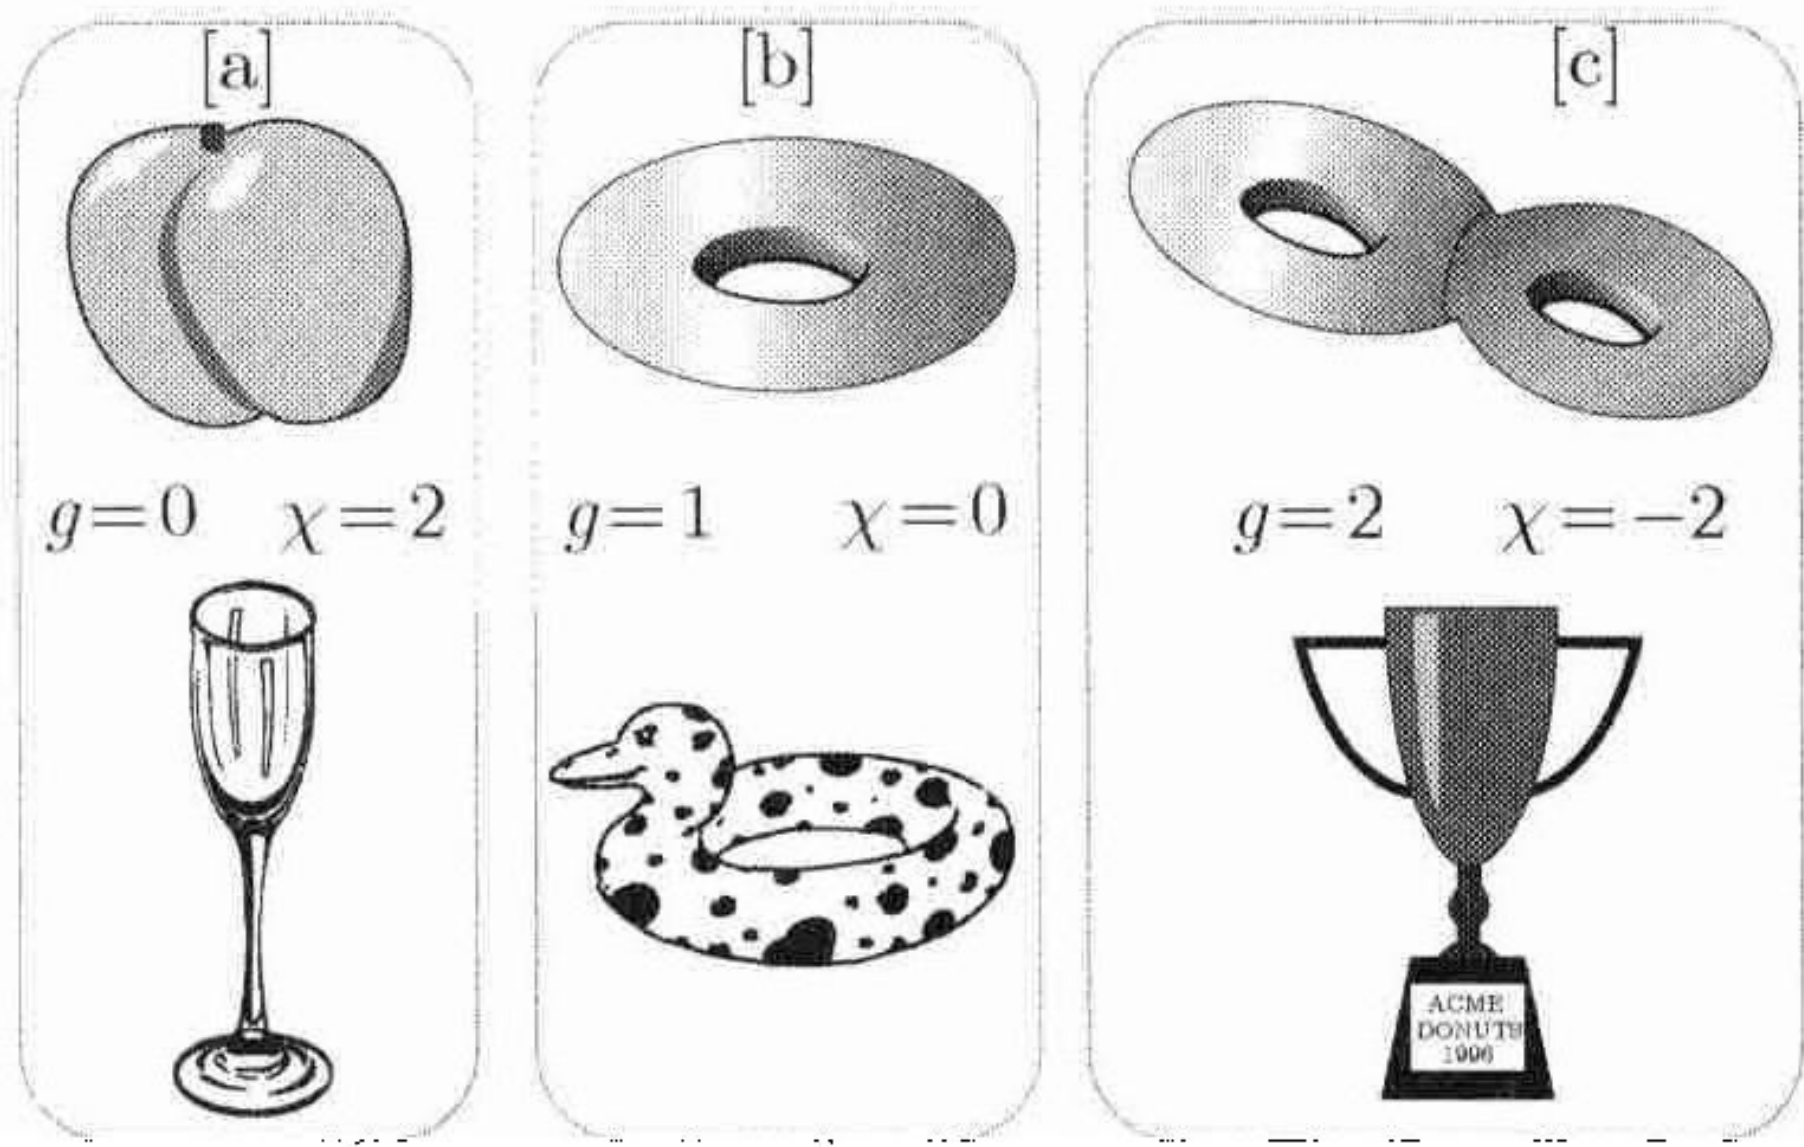 [a]
[b]
[c]
g=0 χ=2
g=1 χ=0
g=2 χ=−2
ACME
DONUTS
1996